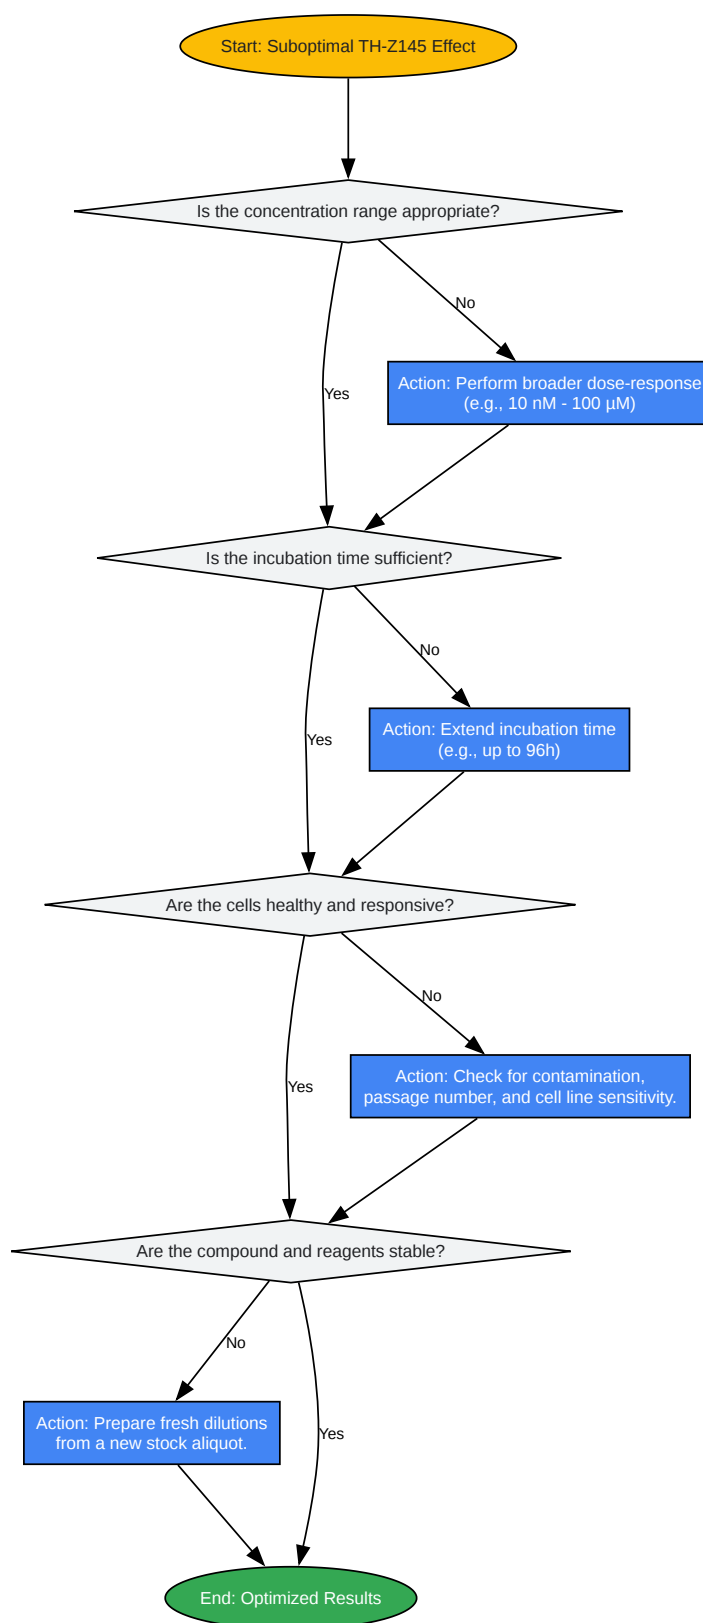 Start: Suboptimal TH-Z145 Effect
Is the concentration range appropriate?
No
Yes
Action: Perform broader dose-response
(e.g., 10 nM - 100 µM)
Is the incubation time sufficient?
No
Yes
Action: Extend incubation time
(e.g., up to 96h)
Are the cells healthy and responsive?
No
Yes
Action: Check for contamination,
passage number, and cell line sensitivity.
Are the compound and reagents stable?
No
Action: Prepare fresh dilutions
from a new stock aliquot.
Yes
End: Optimized Results